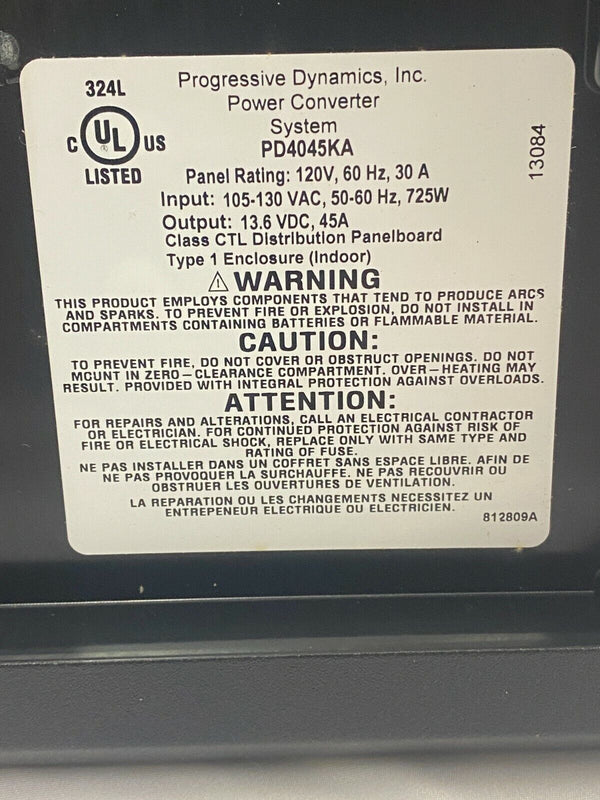 324L
C UL US
LISTED
Progressive Dynamics, Inc.
Power Converter
System
PD4045KA
13084
Panel Rating: 120V, 60 Hz, 30 A
Input: 105-130 VAC, 50-60 Hz, 725W
Output: 13.6 VDC, 45A
Class CTL Distribution Panelboard
Type 1 Enclosure (Indoor)
⚠ WARNING
THIS PRODUCT EMPLOYS COMPONENTS THAT TEND TO PRODUCE ARCS
AND SPARKS. TO PREVENT FIRE OR EXPLOSION, DO NOT INSTALL IN
COMPARTMENTS CONTAINING BATTERIES OR FLAMMABLE MATERIAL.
CAUTION:
TO PREVENT FIRE, DO NOT COVER OR OBSTRUCT OPENINGS. DO NOT
MOUNT IN ZERO–CLEARANCE COMPARTMENT. OVER–HEATING MAY
RESULT. PROVIDED WITH INTEGRAL PROTECTION AGAINST OVERLOADS.
ATTENTION:
FOR REPAIRS AND ALTERATIONS, CALL AN ELECTRICAL CONTRACTOR
OR ELECTRICIAN. FOR CONTINUED PROTECTION AGAINST RISK OF
FIRE OR ELECTRICAL SHOCK, REPLACE ONLY WITH SAME TYPE AND
RATING OF FUSE.
NE PAS INSTALLER DANS UN COFFRET SANS ESPACE LIBRE. AFIN DE
NE PAS PROVOQUER LA SURCHAUFFE. NE PAS RECOUVRIR OU
OBSTRUER LES OUVERTURES DE VENTILATION.
LA REPARATION OU LES CHANGEMENTS NECESSITEZ UN
ENTREPENEUR ELECTRIQUE OU ELECTRICIEN.
812809A